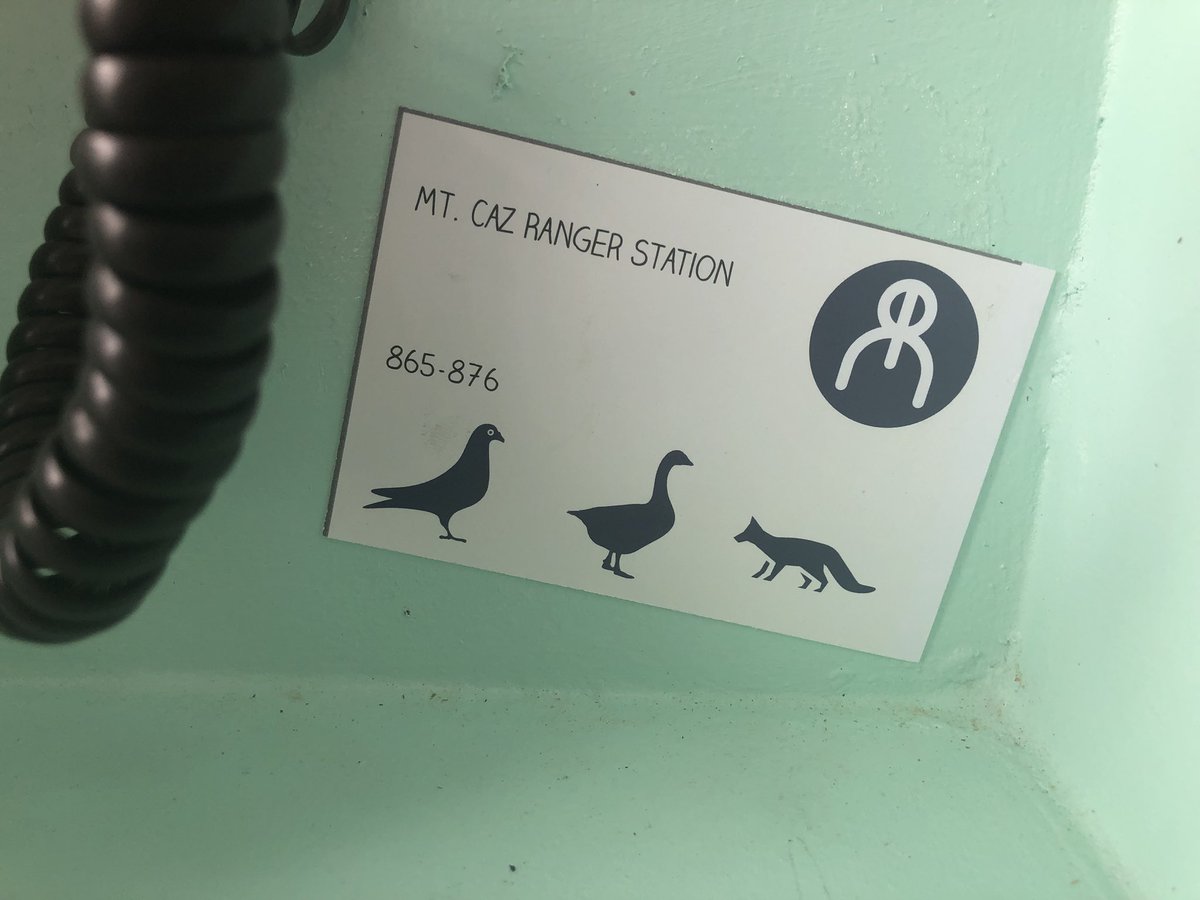 MT. CAZ RANGER STATION
865-876